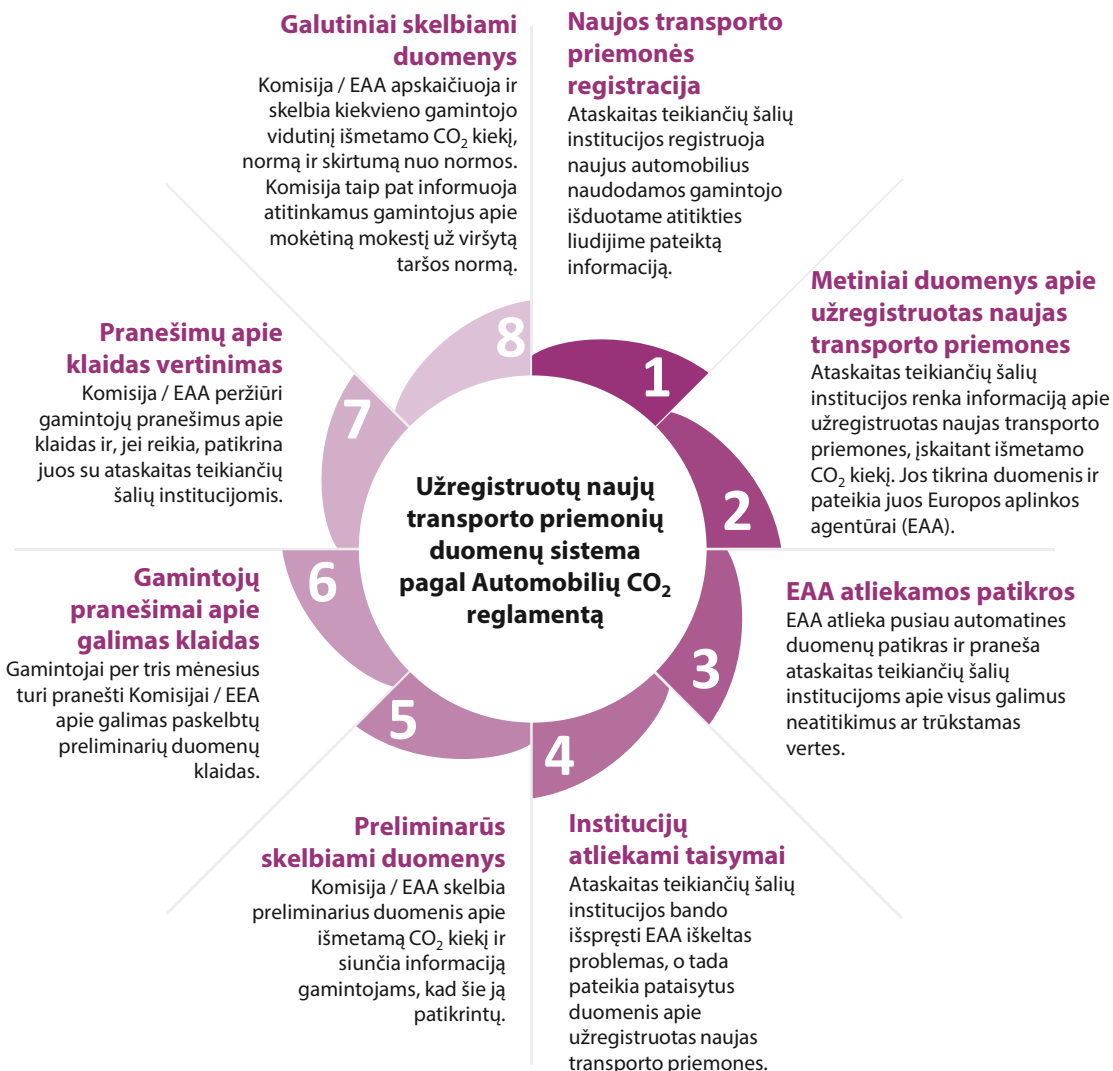 Užregistruotų naujų
transporto priemonių
duomenų sistema
pagal Automobilių CO₂
reglamentą
1
Naujos transporto
priemonės
registracija
Ataskaitas teikiančių šalių
institucijos registruoja
naujus automobilius
naudodamos gamintojo
išduotame atitikties
liudijime pateiktą
informaciją.
2
Metiniai duomenys apie
užregistruotas naujas
transporto priemones
Ataskaitas teikiančių šalių
institucijos renka informaciją apie
užregistruotas naujas transporto
priemones, įskaitant išmetamo
CO₂ kiekį. Jos tikrina duomenis ir
pateikia juos Europos aplinkos
agentūrai (EAA).
3
EAA atliekamos patikros
EAA atlieka pusiau automatines
duomenų patikras ir praneša
ataskaitas teikiančių šalių
institucijoms apie visus galimus
neatitikimus ar trūkstamas
vertes.
4
Institucijų
atliekami taisymai
Ataskaitas teikiančių šalių
institucijos bando
išspręsti EAA iškeltas
problemas, o tada
pateikia pataisytus
duomenis apie
užregistruotas naujas
transporto priemones.
5
Preliminarūs
skelbiami duomenys
Komisija / EAA skelbia
preliminarius duomenis apie
išmetamą CO₂ kiekį ir
siunčia informaciją
gamintojams, kad šie ją
patikrintų.
6
Gamintojų
pranešimai apie
galimas klaidas
Gamintojai per tris mėnesius
turi pranešti Komisijai / EEA
apie galimas paskelbtų
preliminarių duomenų
klaidas.
7
Pranešimų apie
klaidas vertinimas
Komisija / EAA peržiūri
gamintojų pranešimus apie
klaidas ir, jei reikia, patikrina
juos su ataskaitas teikiančių
šalių institucijomis.
8
Galutiniai skelbiami
duomenys
Komisija / EAA apskaičiuoja ir
skelbia kiekvieno gamintojo
vidutinį išmetamo CO₂ kiekį,
normą ir skirtumą nuo normos.
Komisija taip pat informuoja
atitinkamus gamintojus apie
mokėtiną mokestį už viršytą
taršos normą.